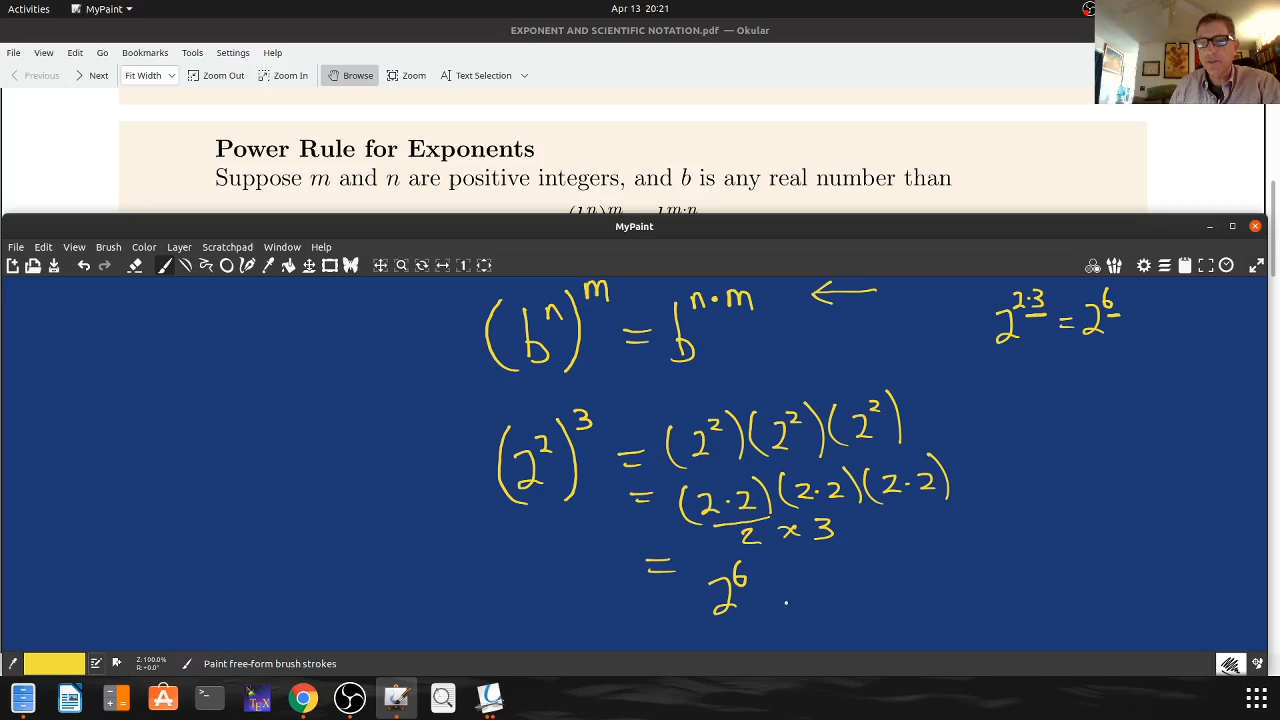 Activities
MyPaint
Apr 13 20:21
EXPONENT AND SCIENTIFIC NOTATION.pdf — Okular
File View Edit Go Bookmarks Tools Settings Help
Previous Next Fit Width Zoom Out Zoom In Browse Zoom Text Selection
Power Rule for Exponents
Suppose m and n are positive integers, and b is any real number than
MyPaint
File Edit View Brush Color Layer Scratchpad Window Help
(b^n)^m = b^{n·m} ←
2^{2·3} = 2^6
(2^2)^3 = (2^2)(2^2)(2^2)
= (2·2)(2·2)(2·2)
2 × 3
= 2^6
Z: 100.0%
R: +0.0°
Paint free-form brush strokes